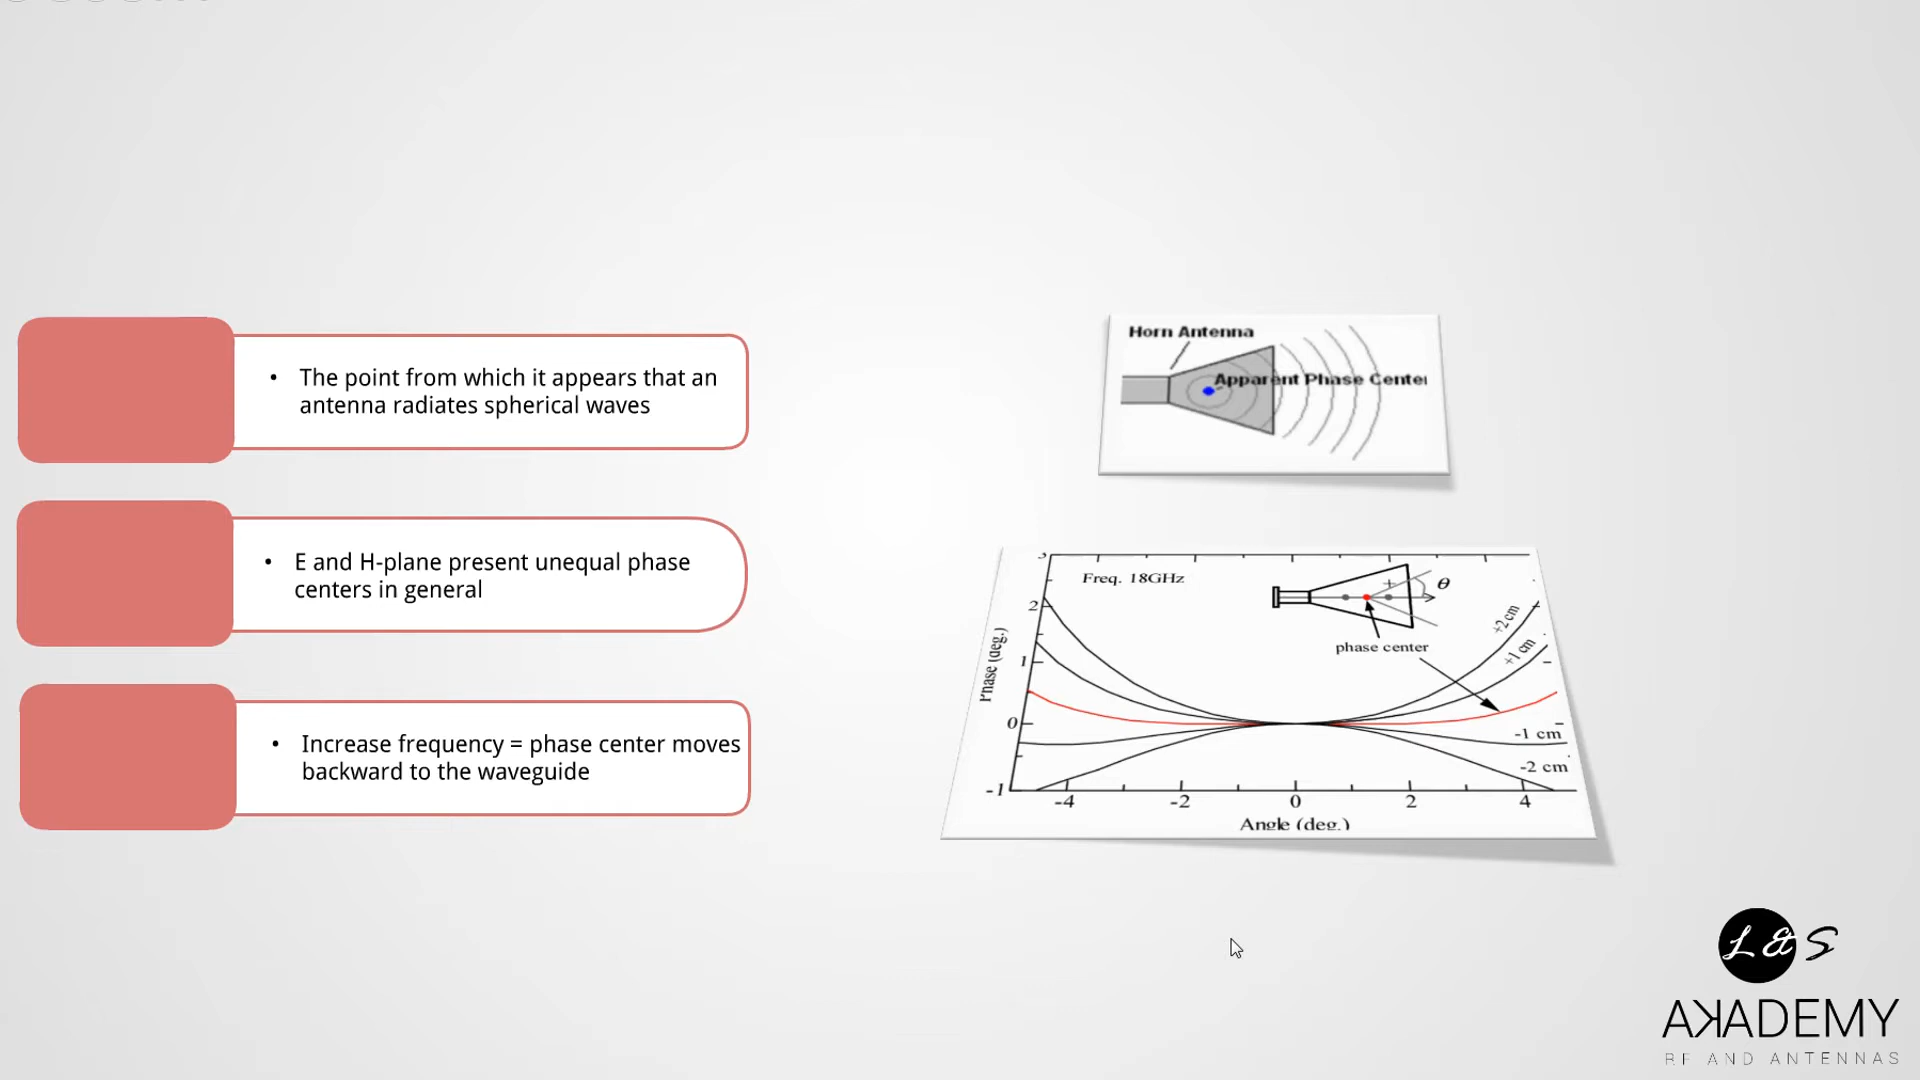 • The point from which it appears that an
antenna radiates spherical waves
• E and H-plane present unequal phase
centers in general
• Increase frequency = phase center moves
backward to the waveguide
Horn Antenna
Apparent Phase Center
3
Freq. 18GHz
θ
+
2
+2 cm
+1 cm
phase center
Phase (deg.)
1
0
-1 cm
-2 cm
-1
-4 -2 0 2 4
Angle (deg.)
L & S
AKADEMY
RF AND ANTENNAS